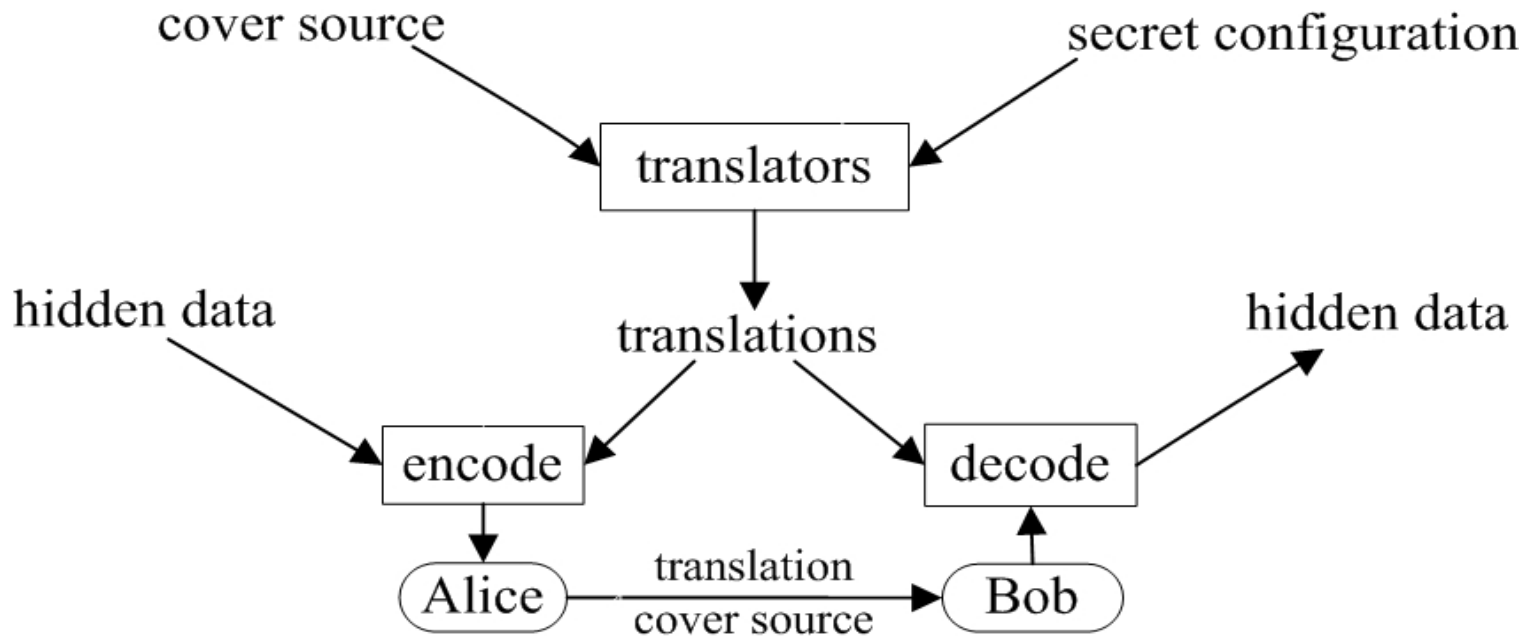 cover source
secret configuration
translators
hidden data
translations
hidden data
encode
decode
translation
Alice
Bob
cover source